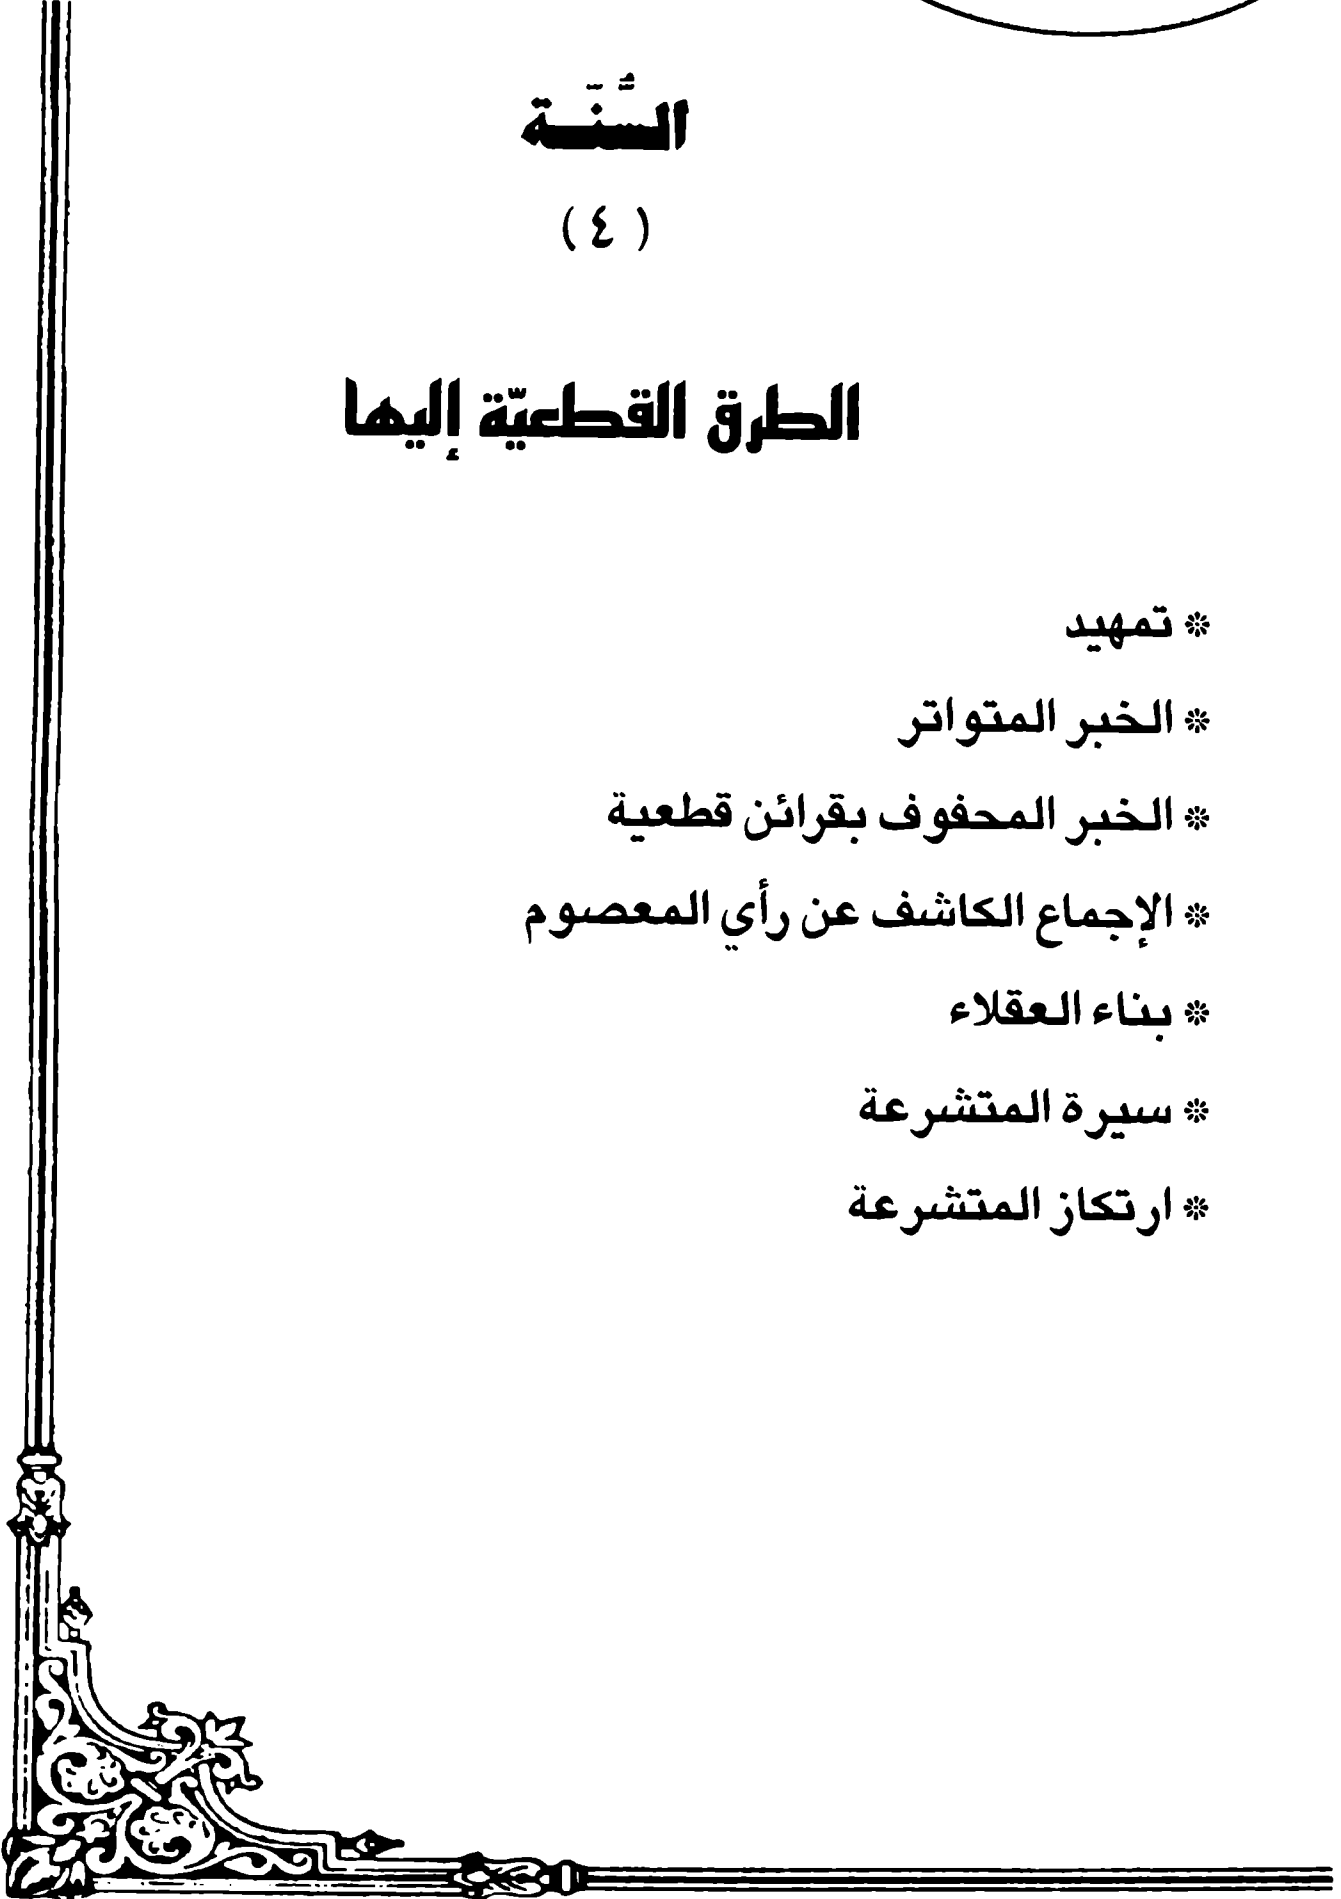 السُّنَّـة
( ٤ )
الطرق القطعيّة إليها
* تمهيد
* الخبر المتواتر
* الخبر المحفوف بقرائن قطعية
* الإجماع الكاشف عن رأي المعصوم
* بناء العقلاء
* سيرة المتشرعة
* ارتكاز المتشرعة